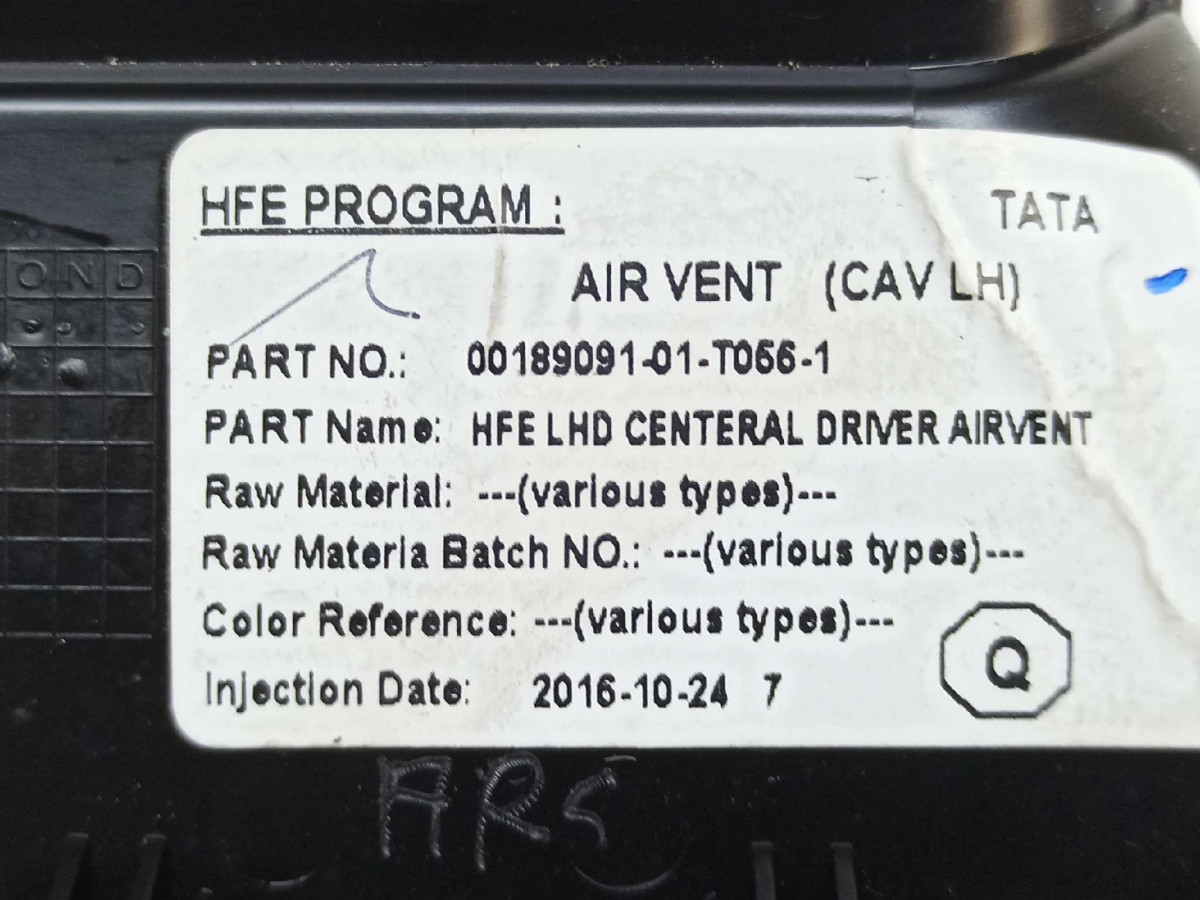 HFE PROGRAM :
TATA
AIR VENT (CAV LH)
O N D
PART NO.: 00189091-01-T066-1
PART Name: HFE LHD CENTERAL DRIVER AIRVENT
Raw Material: ---(various types)---
Raw Materia Batch NO.: ---(various types)---
Color Reference: ---(various types)---
Injection Date: 2016-10-24 7
Q
ARS